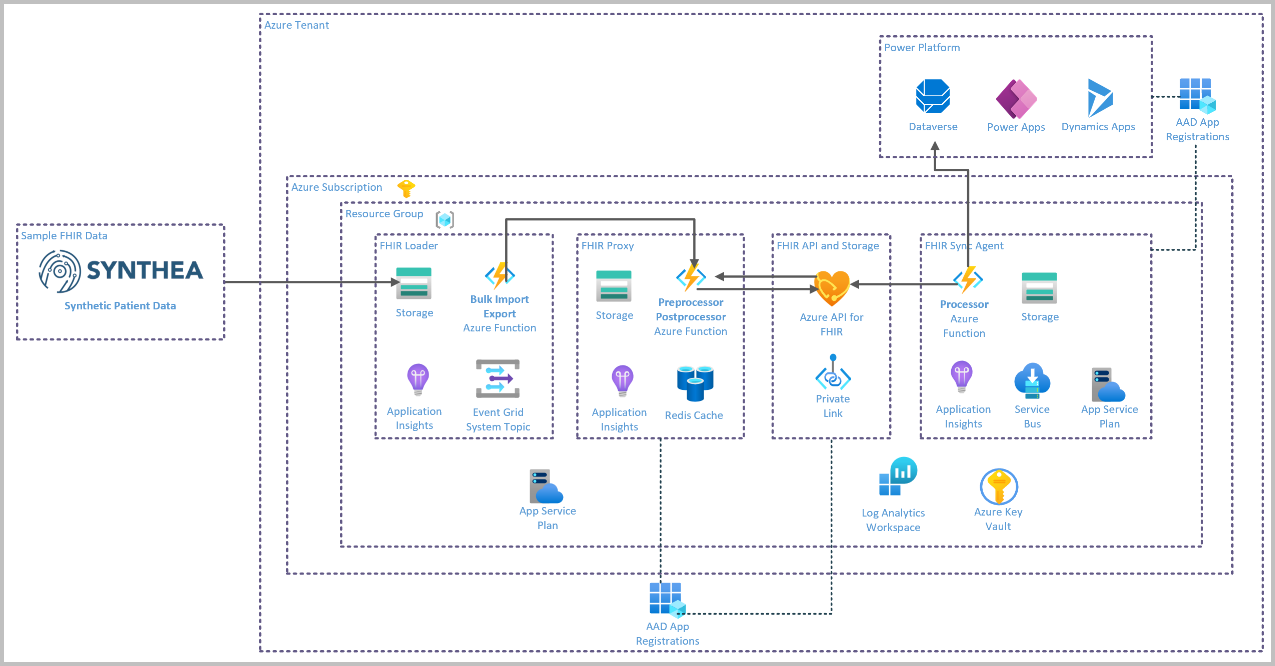 Azure Tenant
Power Platform
Dataverse
Power Apps
Dynamics Apps
AAD App
Registrations
Azure Subscription
Resource Group
Sample FHIR Data
SYNTHEA
Synthetic Patient Data
FHIR Loader
Storage
Bulk Import
Export
Azure Function
Application
Insights
Event Grid
System Topic
FHIR Proxy
Storage
Preprocessor
Postprocessor
Azure Function
Application
Insights
Redis Cache
FHIR API and Storage
Azure API for
FHIR
Private
Link
FHIR Sync Agent
Processor
Azure
Function
Storage
Application
Insights
Service
Bus
App Service
Plan
App Service
Plan
Log Analytics
Workspace
Azure Key
Vault
AAD App
Registrations